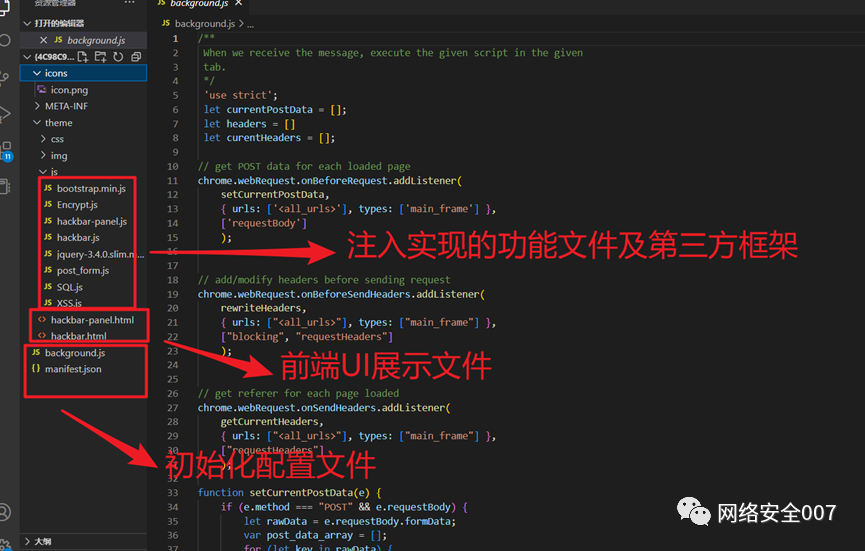 资源管理器 ...
打开的编辑器
JS background.js
{4C98C9...
icons
icon.png
META-INF
theme
css
img
js
JS bootstrap.min.js
JS Encrypt.js
JS hackbar-panel.js
JS hackbar.js
JS jquery-3.4.0.slim.m...
JS post_form.js
JS SQL.js
JS XSS.js
<> hackbar-panel.html
<> hackbar.html
JS background.js
{} manifest.json
大纲
11
JS background.js
JS background.js > ...
1 /**
2 When we receive the message, execute the given script in the given
3 tab.
4 */
5 'use strict';
6 let currentPostData = [];
7 let headers = []
8 let curentHeaders = [];
9
10 // get POST data for each loaded page
11 chrome.webRequest.onBeforeRequest.addListener(
12 setCurrentPostData,
13 { urls: ['<all_urls>'], types: ['main_frame'] },
14 ['requestBody']
15 );
16
17
18 // add/modify headers before sending request
19 chrome.webRequest.onBeforeSendHeaders.addListener(
20 rewriteHeaders,
21 { urls: ["<all_urls>"], types: ["main_frame"] },
22 ["blocking", "requestHeaders"]
23 );
24
25
26 // get referer for each page loaded
27 chrome.webRequest.onSendHeaders.addListener(
28 getCurrentHeaders,
29 { urls: ["<all_urls>"], types: ["main_frame"] },
30 ["requestHeaders"]
33 function setCurrentPostData(e) {
34 if (e.method === "POST" && e.requestBody) {
35 let rawData = e.requestBody.formData;
36 var post_data_array = [];
37 for (let key in rawData) {
注入实现的功能文件及第三方框架
前端UI展示文件
初始化配置文件
网络安全007